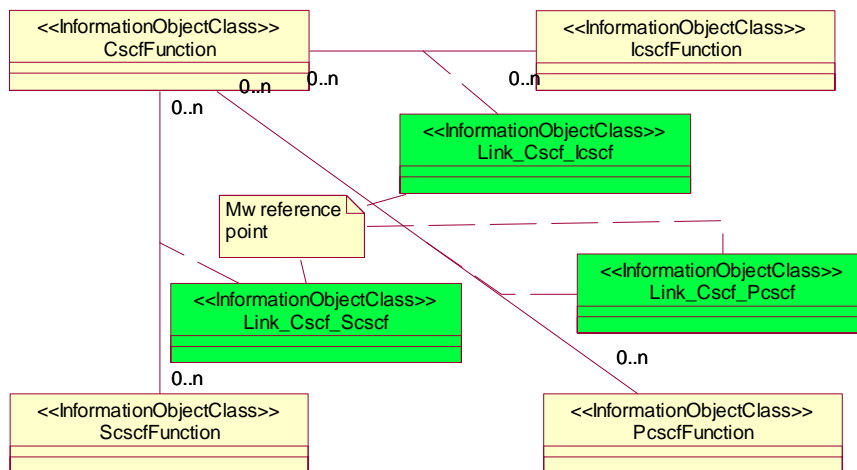 <<InformationObjectClass>>
CscfFunction
<<InformationObjectClass>>
IcscfFunction
0..n
0..n
0..n
0..n
<<InformationObjectClass>>
Link_Cscf_Icscf
Mw reference
point
<<InformationObjectClass>>
Link_Cscf_Pcscf
<<InformationObjectClass>>
Link_Cscf_Scscf
0..n
0..n
<<InformationObjectClass>>
ScscfFunction
<<InformationObjectClass>>
PcscfFunction